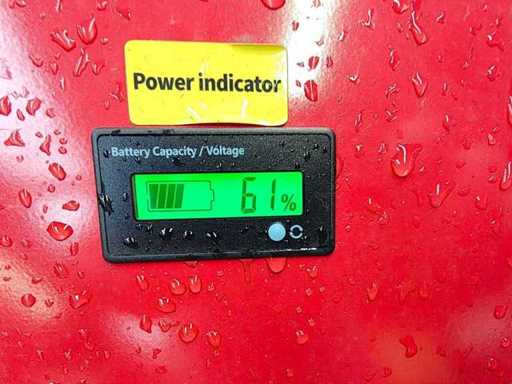 Power indicator
Battery Capacity / Voltage
61%